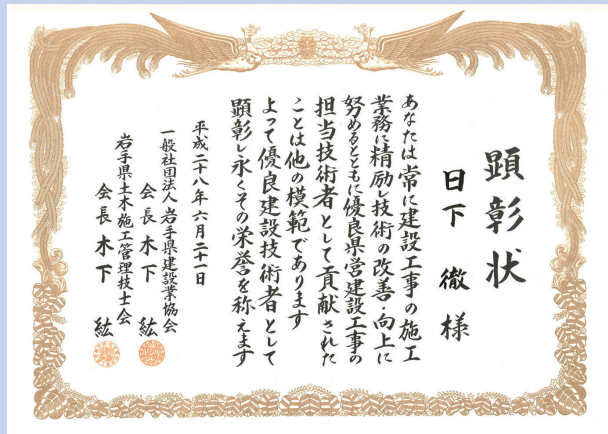 顕彰状
日下徹様
あなたは常に建設工事の施工
業務に精励し技術の改善・向上に
努めるとともに優良県営建設工事の
担当技術者として貢献された
ことは他の模範であります
よって優良建設技術者として
顕彰し永くその栄誉を称えます
平成二十八年六月二十一日
一般社団法人岩手県建設業協会
会長木下紘
岩手県土木施工管理技士会
会長木下紘